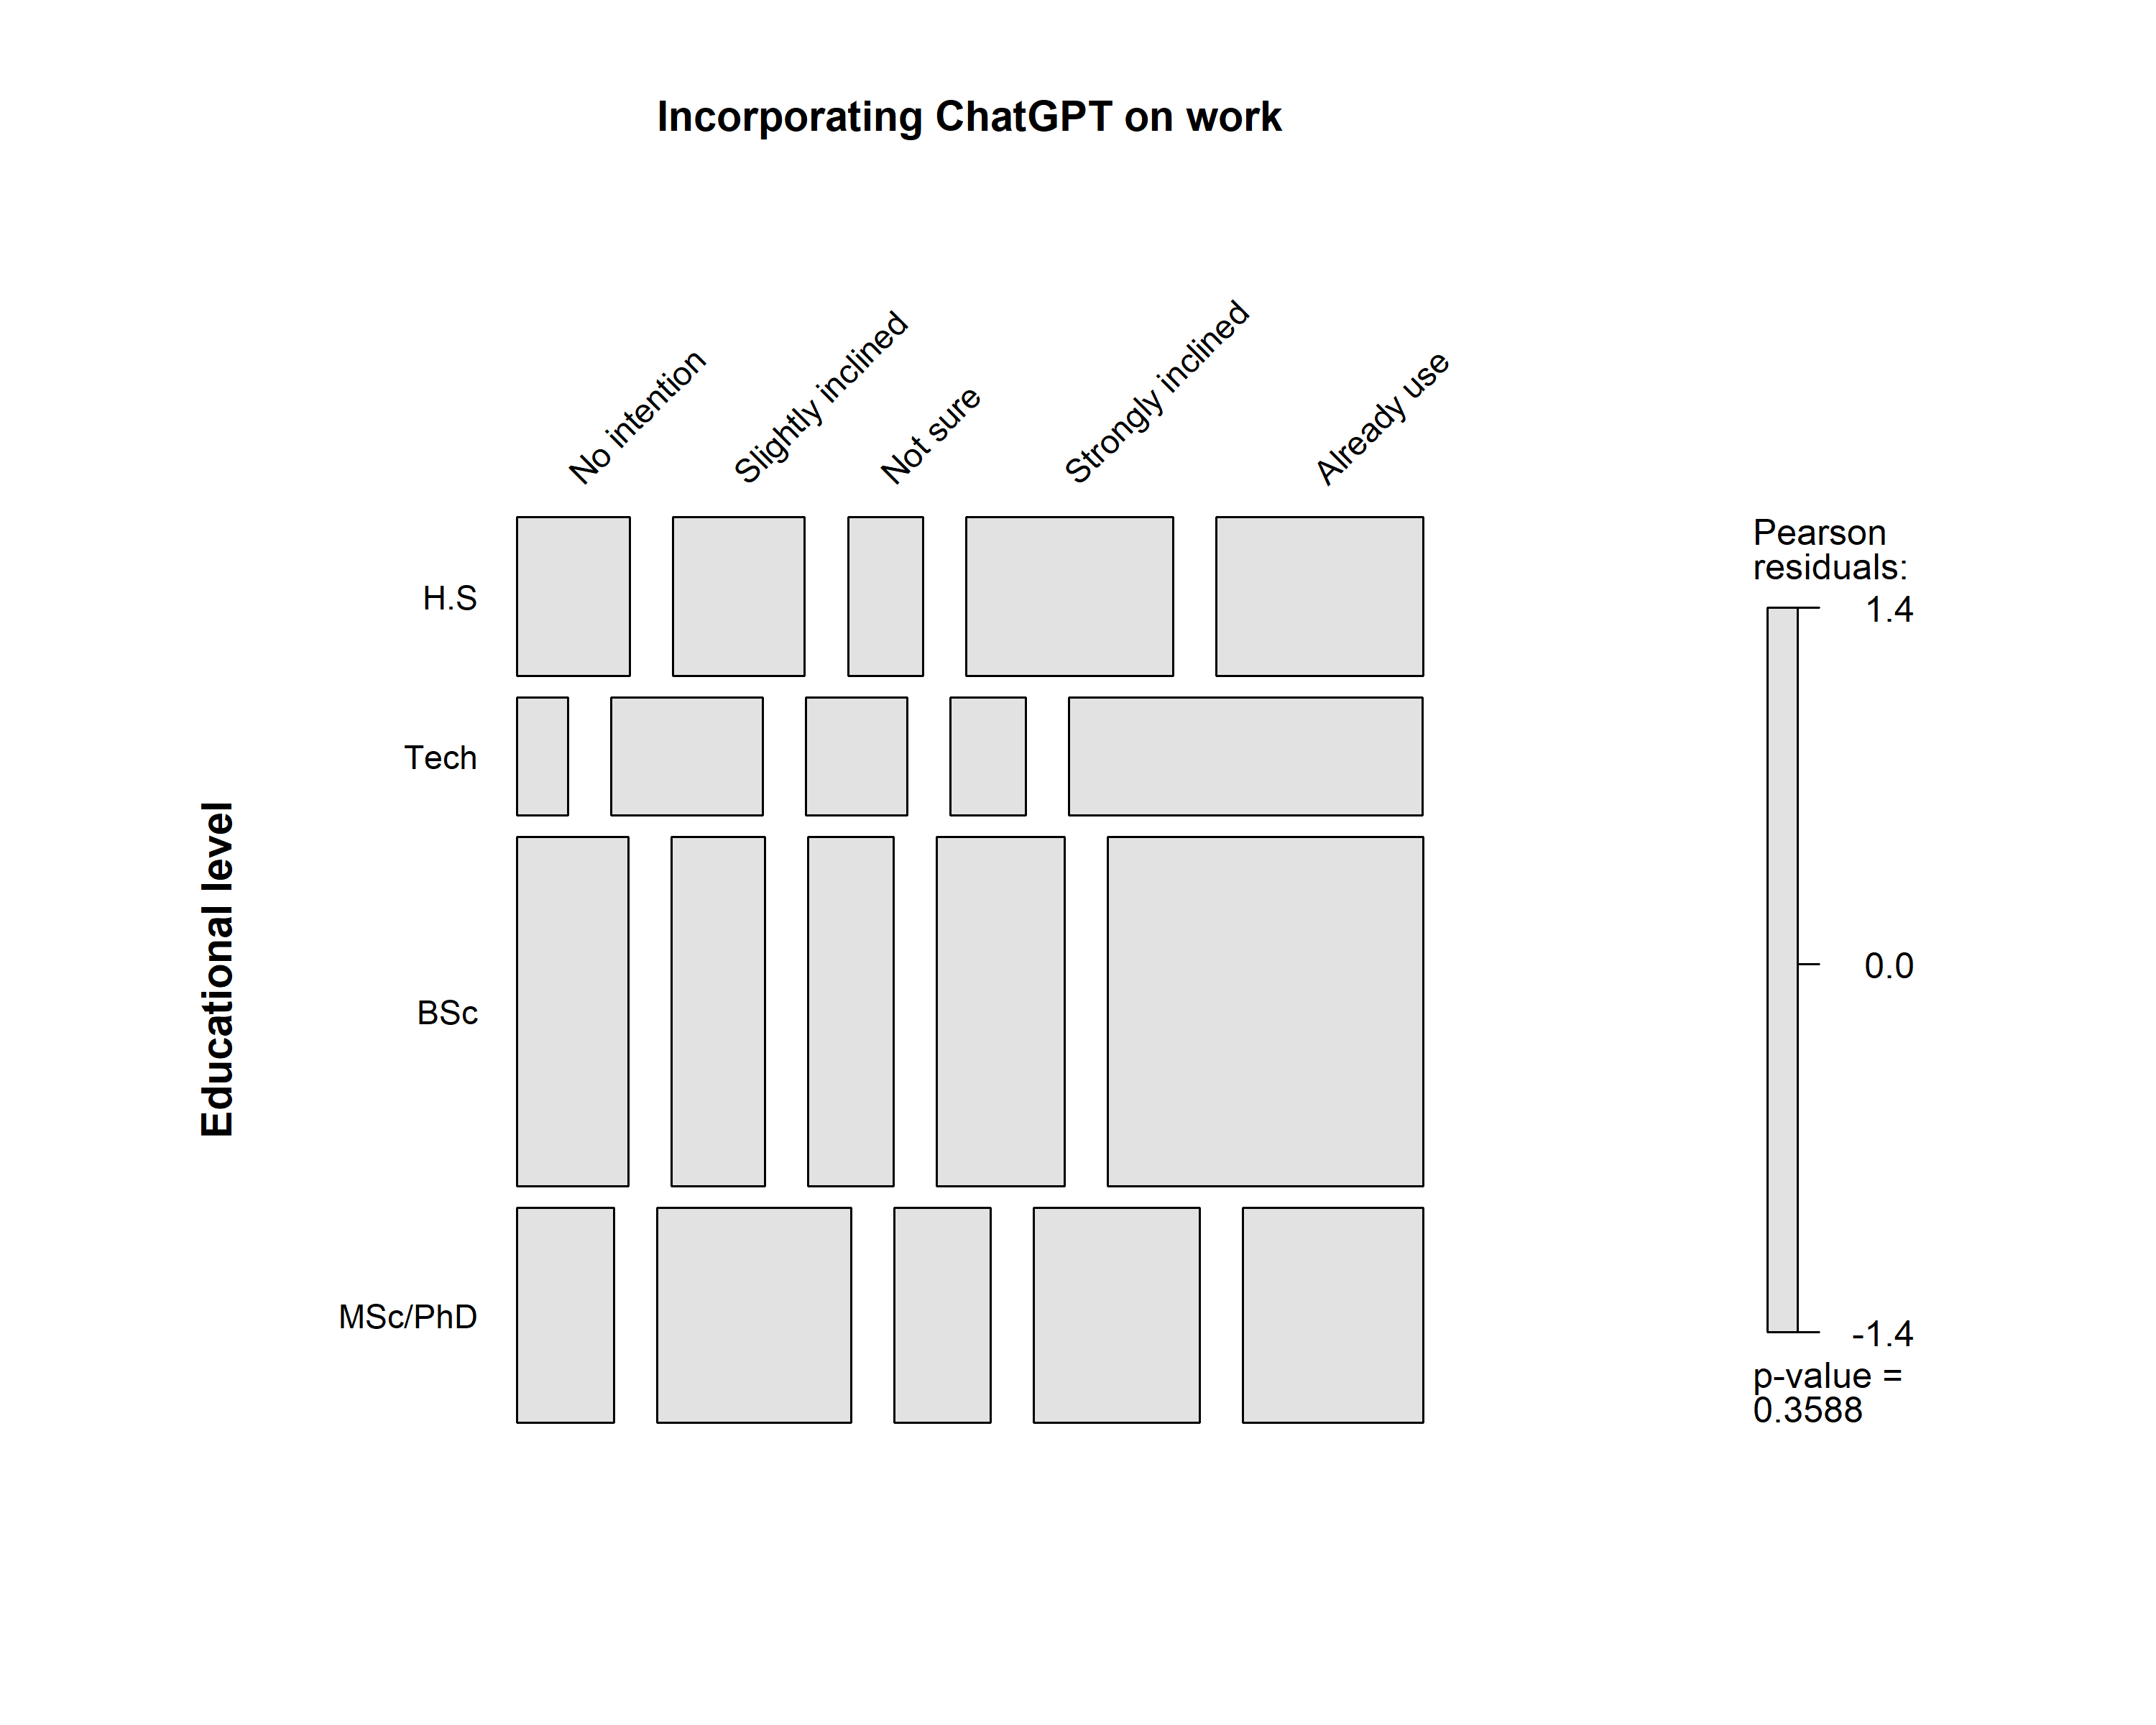 Incorporating ChatGPT on work
No intention
Slightly inclined
Not sure
Strongly inclined
Already use
Educational level
H.S
Tech
BSc
MSc/PhD
Pearson
residuals:
1.4
0.0
-1.4
p-value =
0.3588